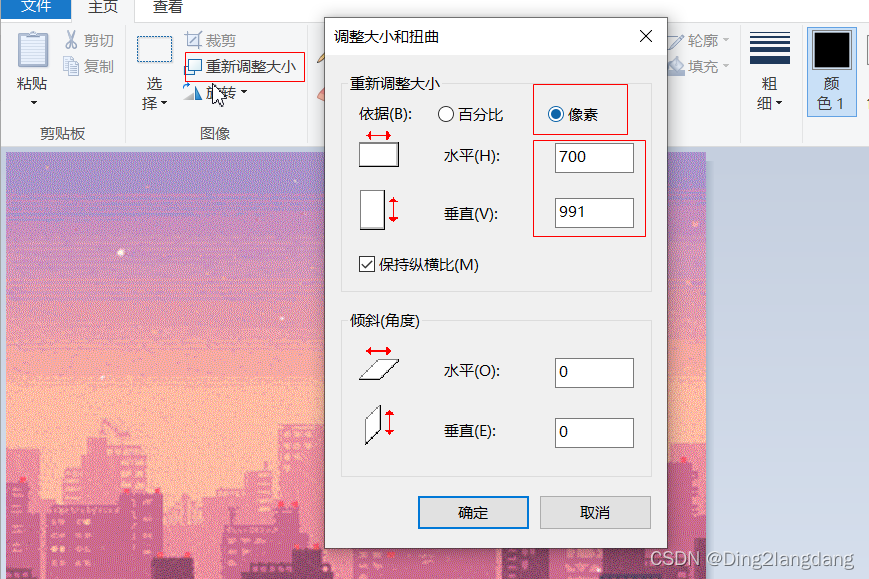 文件 主页 查看
粘贴
剪切
复制
剪贴板
选
择
裁剪
重新调整大小
旋转
图像
轮廓
填充
粗
细
颜
色 1
调整大小和扭曲
重新调整大小
依据(B): 百分比 像素
水平(H): 700
垂直(V): 991
保持纵横比(M)
倾斜(角度)
水平(O): 0
垂直(E): 0
确定 取消
CSDN @Ding2langdang